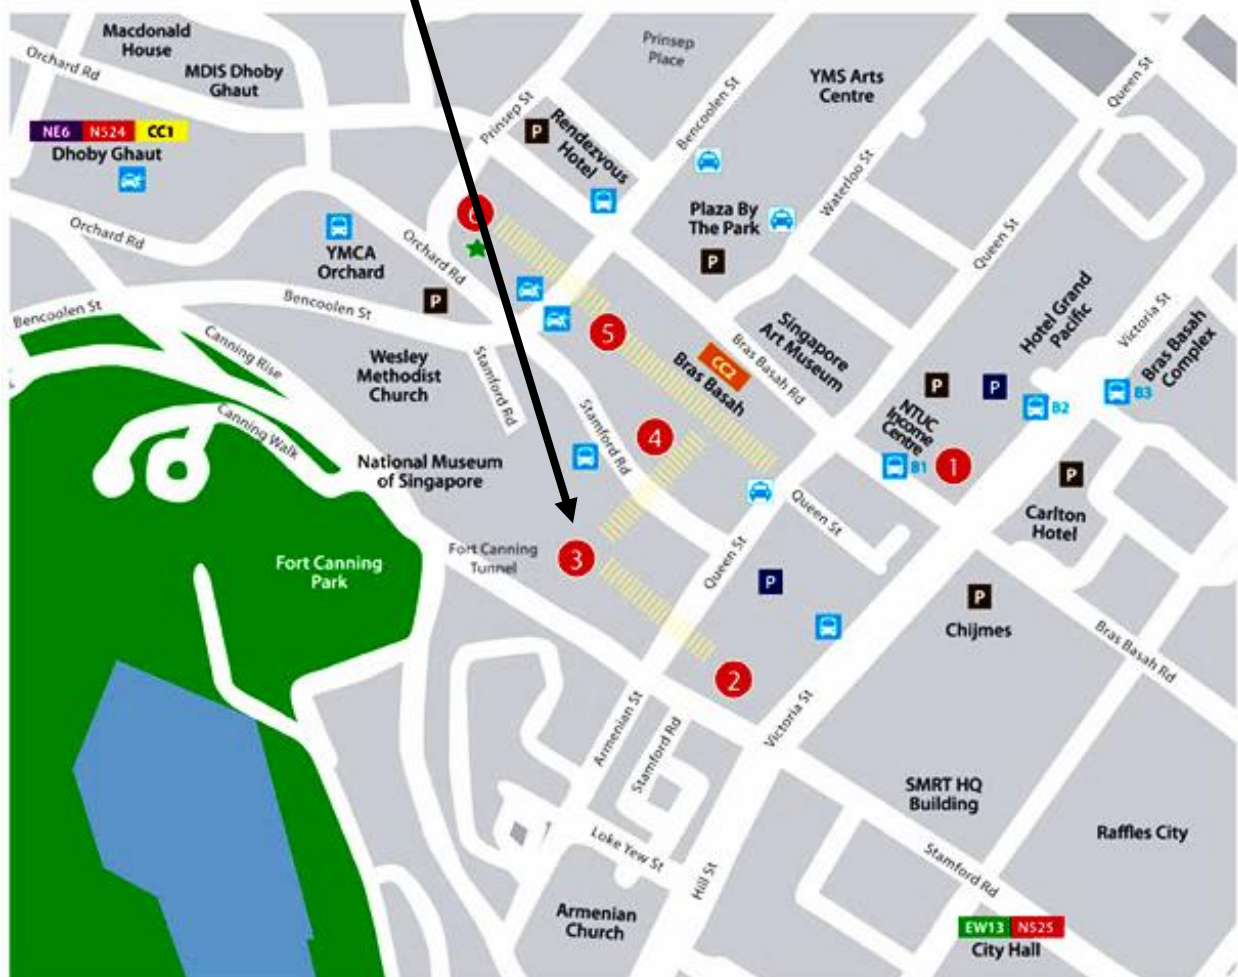 Macdonald
House
Orchard Rd
MDIS Dhoby
Ghaut
NE6 NS24 CC1
Dhoby Ghaut
Prinsep
Place
YMS Arts
Centre
Queen St
Prinsep St
P
Rendezvous
Hotel
Bencoolen St
Waterloo St
Plaza By
The Park
P
Queen St
Orchard Rd
YMCA
Orchard
Orchard Rd
6
P
Bencoolen St
Bencoolen St
Canning Rise
Wesley
Methodist
Church
Stamford Rd
5
CC2
Bras Basah
Bras Basah Rd
Singapore
Art Museum
Hotel Grand
Pacific
Victoria St
Bras Basah
Complex
P
P
B2
B3
NTUC
Income
Centre
B1
1
P
Canning Walk
National Museum
of Singapore
Stamford Rd
4
Queen St
Carlton
Hotel
Fort Canning
Park
Fort Canning
Tunnel
3
Queen St
P
P
Chijmes
Bras Basah Rd
2
Armenian St
Stamford Rd
Victoria St
SMRT HQ
Building
Raffles City
Loke Yew St
Hill St
Stamford Rd
Armenian
Church
EW13 NS25
City Hall